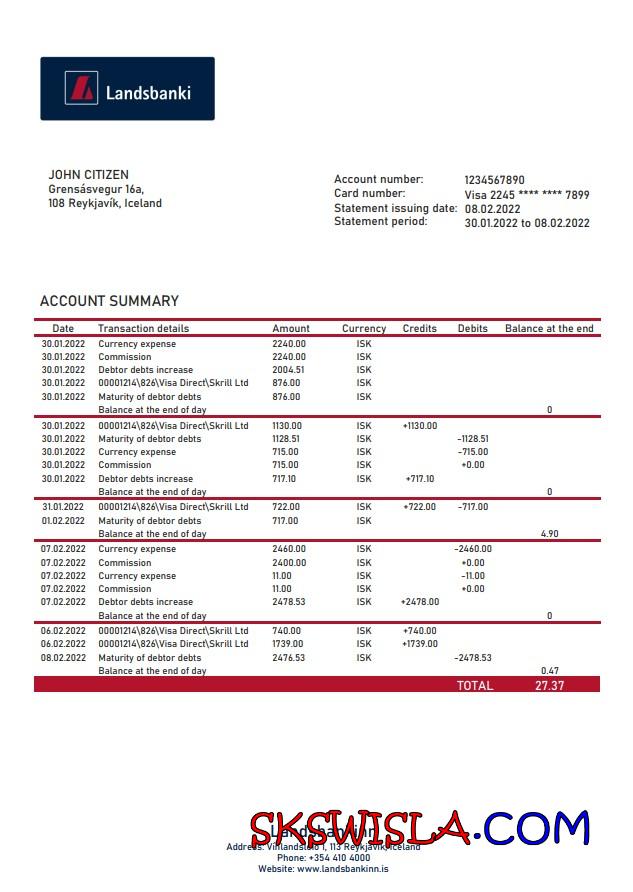 Landsbanki
JOHN CITIZEN
Grensásvegur 16a,
108 Reykjavík, Iceland
Account number: 1234567890
Card number: Visa 2245 **** **** 7899
Statement issuing date: 08.02.2022
Statement period: 30.01.2022 to 08.02.2022
ACCOUNT SUMMARY
Date Transaction details Amount Currency Credits Debits Balance at the end
30.01.2022 Currency expense 2240.00 ISK
30.01.2022 Commission 2240.00 ISK
30.01.2022 Debtor debts increase 2004.51 ISK
30.01.2022 00001214\826\Visa Direct\Skrill Ltd 876.00 ISK
30.01.2022 Maturity of debtor debts 876.00 ISK
Balance at the end of day 0
30.01.2022 00001214\826\Visa Direct\Skrill Ltd 1130.00 ISK +1130.00
30.01.2022 Maturity of debtor debts 1128.51 ISK -1128.51
30.01.2022 Currency expense 715.00 ISK -715.00
30.01.2022 Commission 715.00 ISK +0.00
30.01.2022 Debtor debts increase 717.10 ISK +717.10
Balance at the end of day 0
31.01.2022 00001214\826\Visa Direct\Skrill Ltd 722.00 ISK +722.00 -717.00
01.02.2022 Maturity of debtor debts 717.00 ISK
Balance at the end of day 4.90
07.02.2022 Currency expense 2460.00 ISK -2460.00
07.02.2022 Commission 2400.00 ISK +0.00
07.02.2022 Currency expense 11.00 ISK -11.00
07.02.2022 Commission 11.00 ISK +0.00
07.02.2022 Debtor debts increase 2478.53 ISK +2478.00
Balance at the end of day 0
06.02.2022 00001214\826\Visa Direct\Skrill Ltd 740.00 ISK +740.00
06.02.2022 00001214\826\Visa Direct\Skrill Ltd 1739.00 ISK +1739.00
08.02.2022 Maturity of debtor debts 2476.53 ISK -2478.53
Balance at the end of day 0.47
TOTAL 27.37
SKSWISLA.COM
Landsbankinn
Address: 1, 113 Reykjavík, Iceland
Phone: +354 410 4000
Website: www.landsbankinn.is